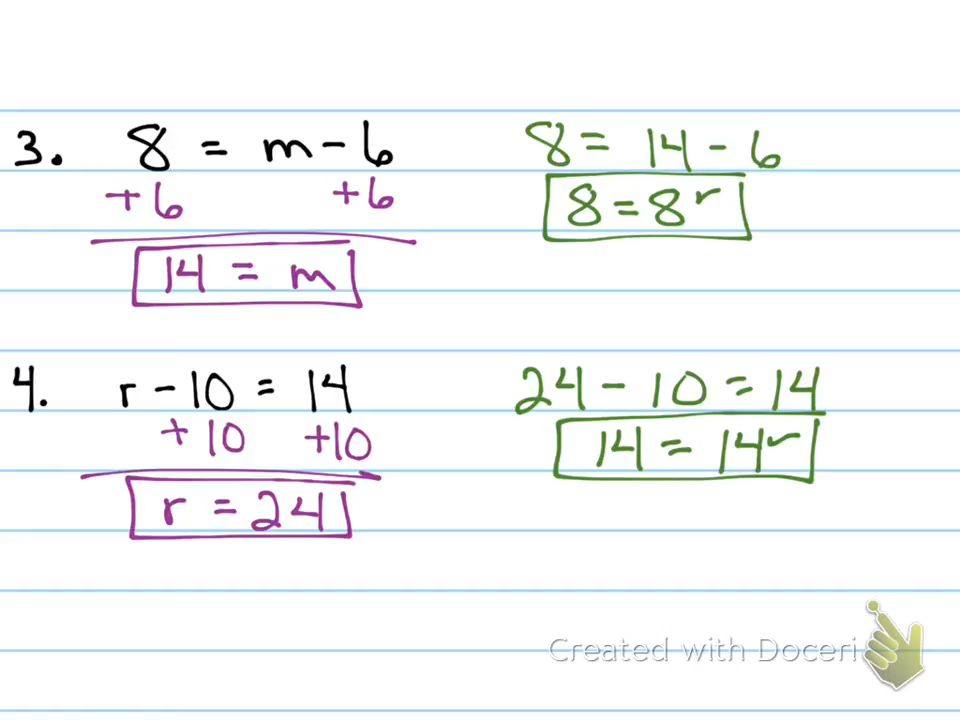 3. 8 = m - 6
+6 +6
14 = m
8 = 14 - 6
8 = 8 ✓
4. r - 10 = 14
+10 +10
r = 24
24 - 10 = 14
14 = 14 ✓
Created with Doceri